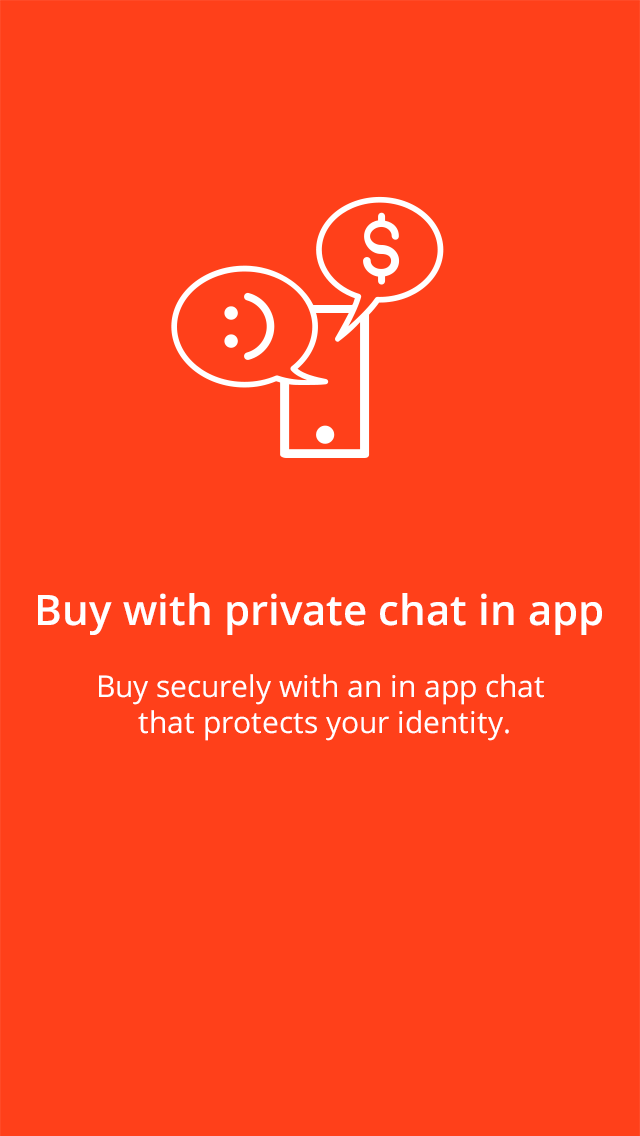 $
:)
Buy with private chat in app
Buy securely with an in app chat
that protects your identity.